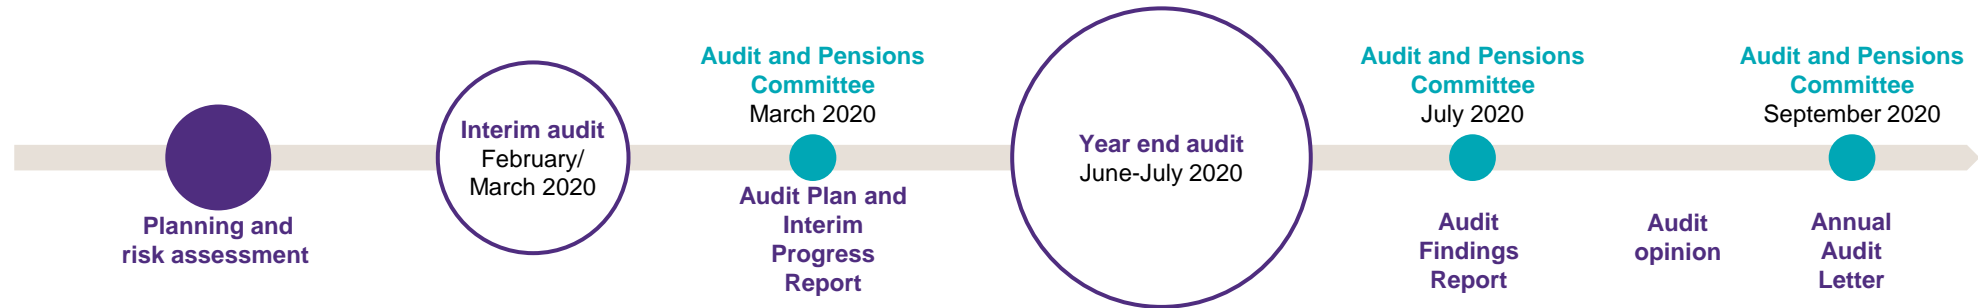 Planning and
risk assessment
Interim audit
February/
March 2020
Audit and Pensions
Committee
March 2020
Audit Plan and
Interim
Progress
Report
Year end audit
June-July 2020
Audit and Pensions
Committee
July 2020
Audit
Findings
Report
Audit
opinion
Audit and Pensions
Committee
September 2020
Annual
Audit
Letter